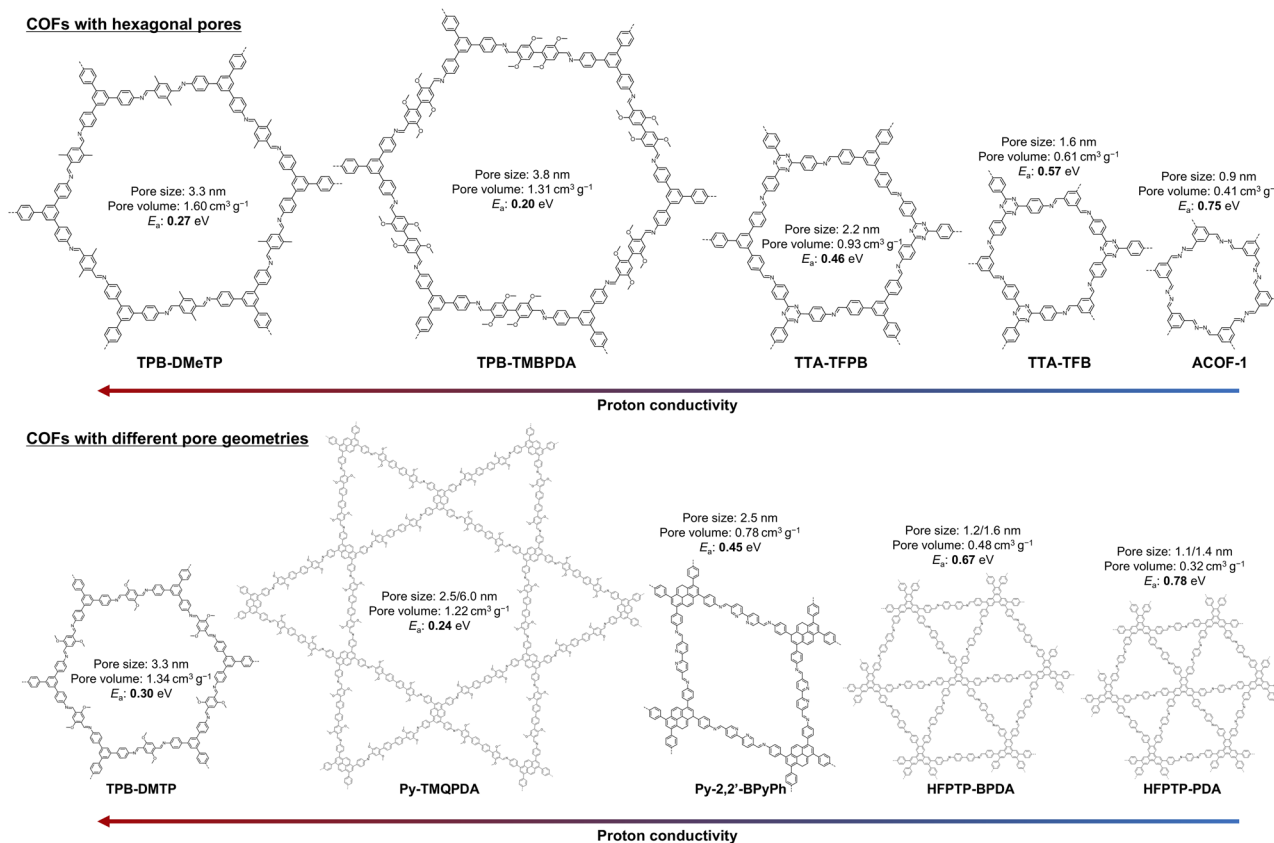 COFs with hexagonal pores
Pore size: 3.3 nm
Pore volume: 1.60 cm³ g⁻¹
Eₐ: 0.27 eV
TPB-DMeTP
Pore size: 3.8 nm
Pore volume: 1.31 cm³ g⁻¹
Eₐ: 0.20 eV
TPB-TMBPDA
Pore size: 2.2 nm
Pore volume: 0.93 cm³ g⁻¹
Eₐ: 0.46 eV
TTA-TFPB
Pore size: 1.6 nm
Pore volume: 0.61 cm³ g⁻¹
Eₐ: 0.57 eV
TTA-TFB
Pore size: 0.9 nm
Pore volume: 0.41 cm³ g⁻¹
Eₐ: 0.75 eV
ACOF-1
Proton conductivity
COFs with different pore geometries
Pore size: 3.3 nm
Pore volume: 1.34 cm³ g⁻¹
Eₐ: 0.30 eV
TPB-DMTP
Pore size: 2.5/6.0 nm
Pore volume: 1.22 cm³ g⁻¹
Eₐ: 0.24 eV
Py-TMQPDA
Pore size: 2.5 nm
Pore volume: 0.78 cm³ g⁻¹
Eₐ: 0.45 eV
Py-2,2'-BPyPh
Pore size: 1.2/1.6 nm
Pore volume: 0.48 cm³ g⁻¹
Eₐ: 0.67 eV
HFPTP-BPDA
Pore size: 1.1/1.4 nm
Pore volume: 0.32 cm³ g⁻¹
Eₐ: 0.78 eV
HFPTP-PDA
Proton conductivity